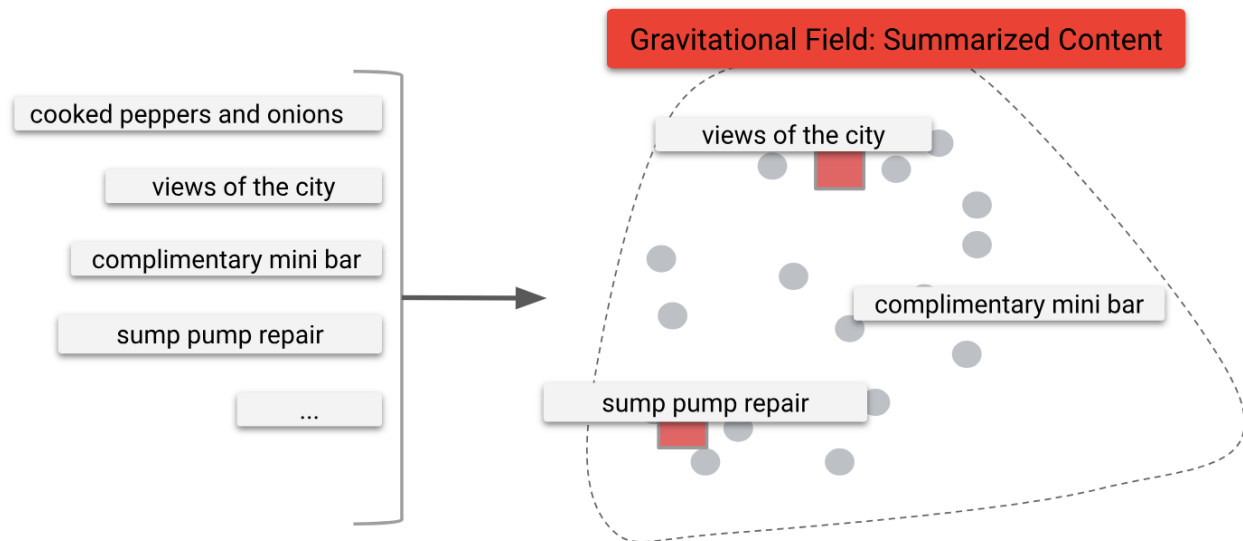 Gravitational Field: Summarized Content
cooked peppers and onions
views of the city
complimentary mini bar
sump pump repair
...
views of the city
complimentary mini bar
sump pump repair